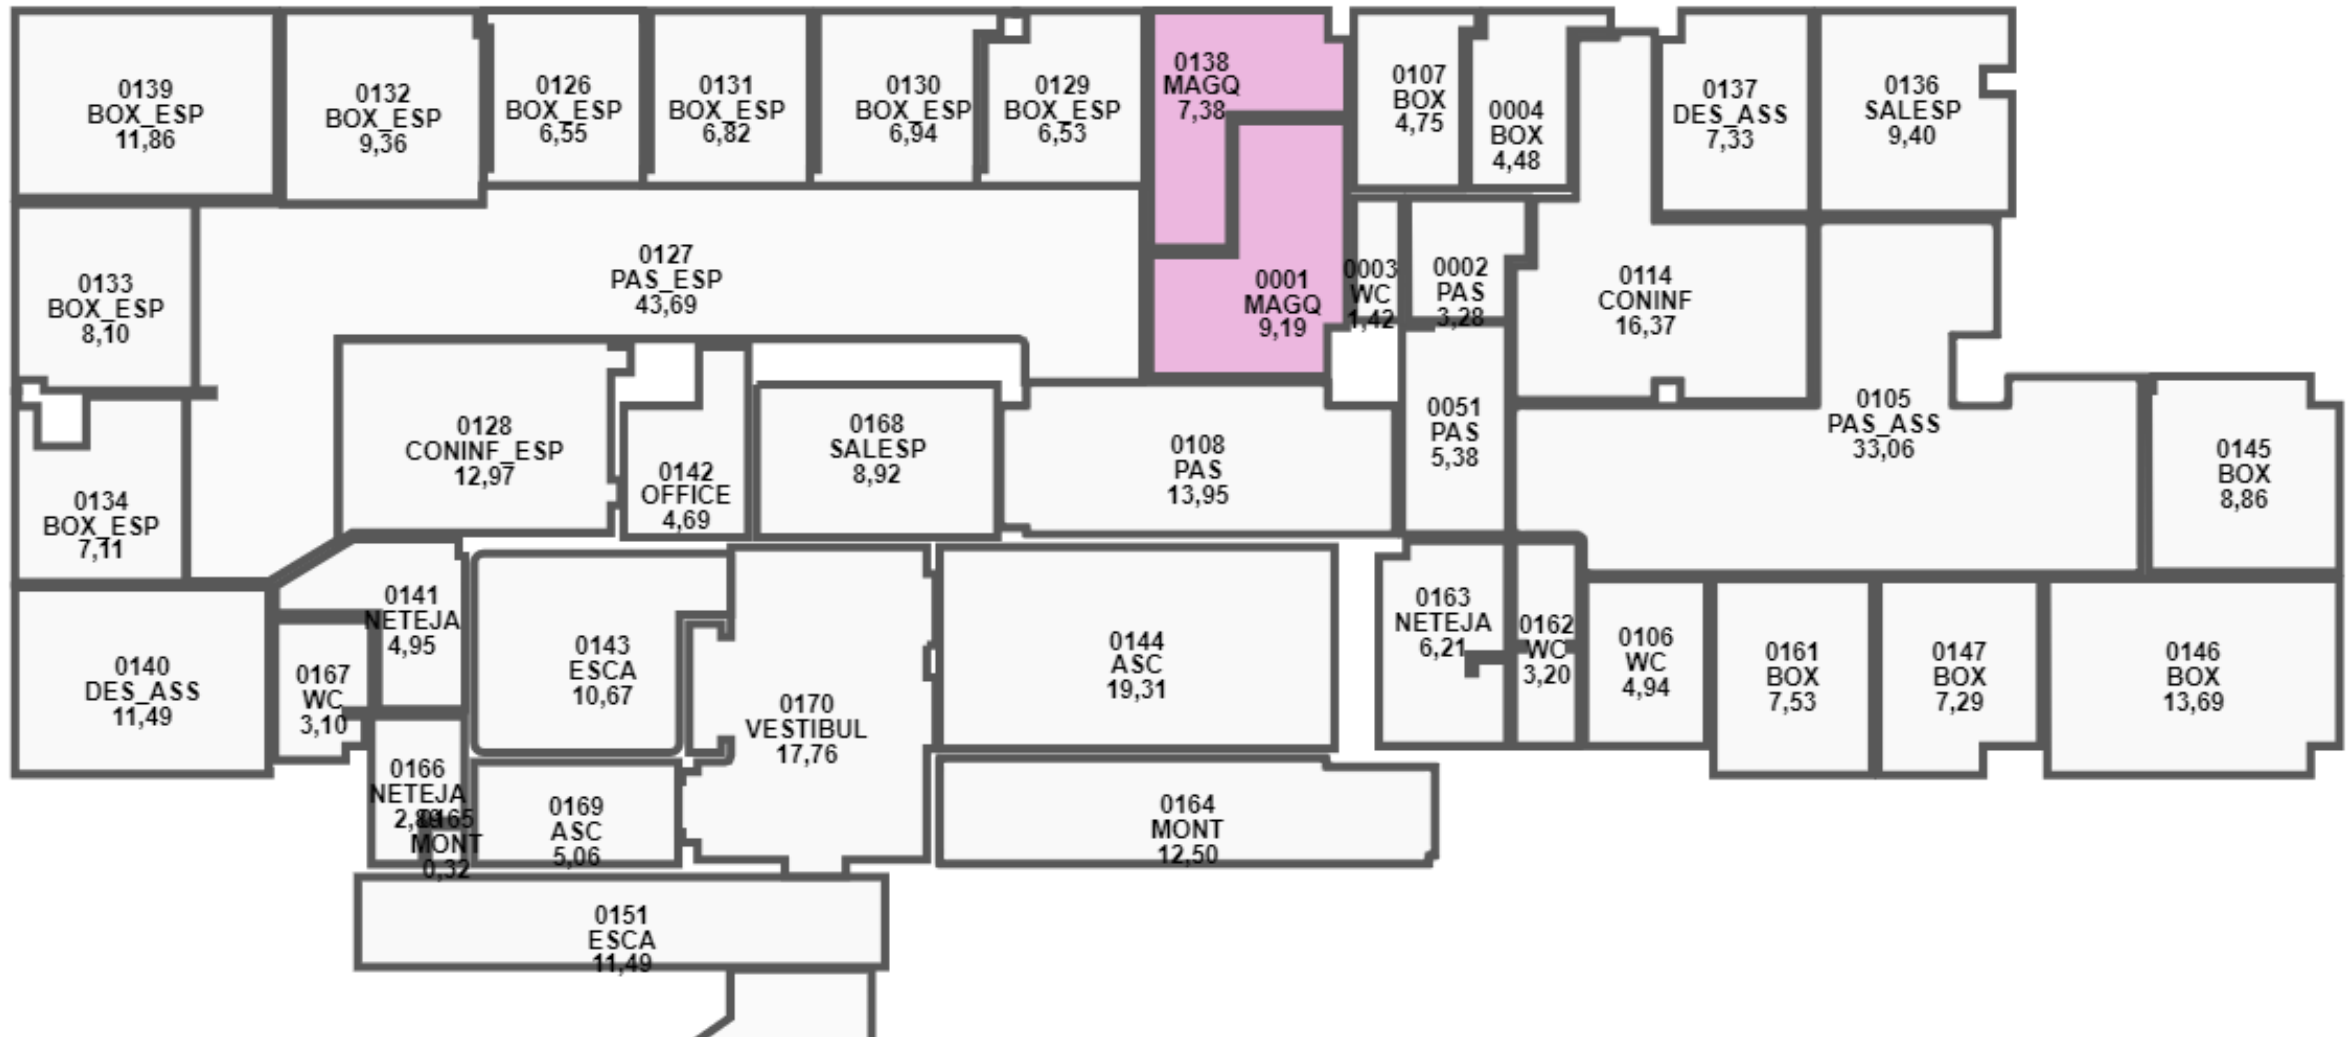 0139
BOX_ESP
11,86
0132
BOX_ESP
9,36
0126
BOX_ESP
6,55
0131
BOX_ESP
6,82
0130
BOX_ESP
6,94
0129
BOX_ESP
6,53
0138
MAGQ
7,38
0107
BOX
4,75
0004
BOX
4,48
0137
DES_ASS
7,33
0136
SALESP
9,40
0133
BOX_ESP
8,10
0127
PAS_ESP
43,69
0001
MAGQ
9,19
0003
WC
1,42
0002
PAS
3,28
0114
CONINF
16,37
0128
CONINF_ESP
12,97
0142
OFFICE
4,69
0168
SALESP
8,92
0108
PAS
13,95
0051
PAS
5,38
0105
PAS_ASS
33,06
0145
BOX
8,86
0134
BOX_ESP
7,11
0141
NETEJA
4,95
0140
DES_ASS
11,49
0167
WC
3,10
0143
ESCA
10,67
0170
VESTIBUL
17,76
0144
ASC
19,31
0163
NETEJA
6,21
0162
WC
3,20
0106
WC
4,94
0161
BOX
7,53
0147
BOX
7,29
0146
BOX
13,69
0166
NETEJA
2,89
0165
MONT
0,32
0169
ASC
5,06
0164
MONT
12,50
0151
ESCA
11,49